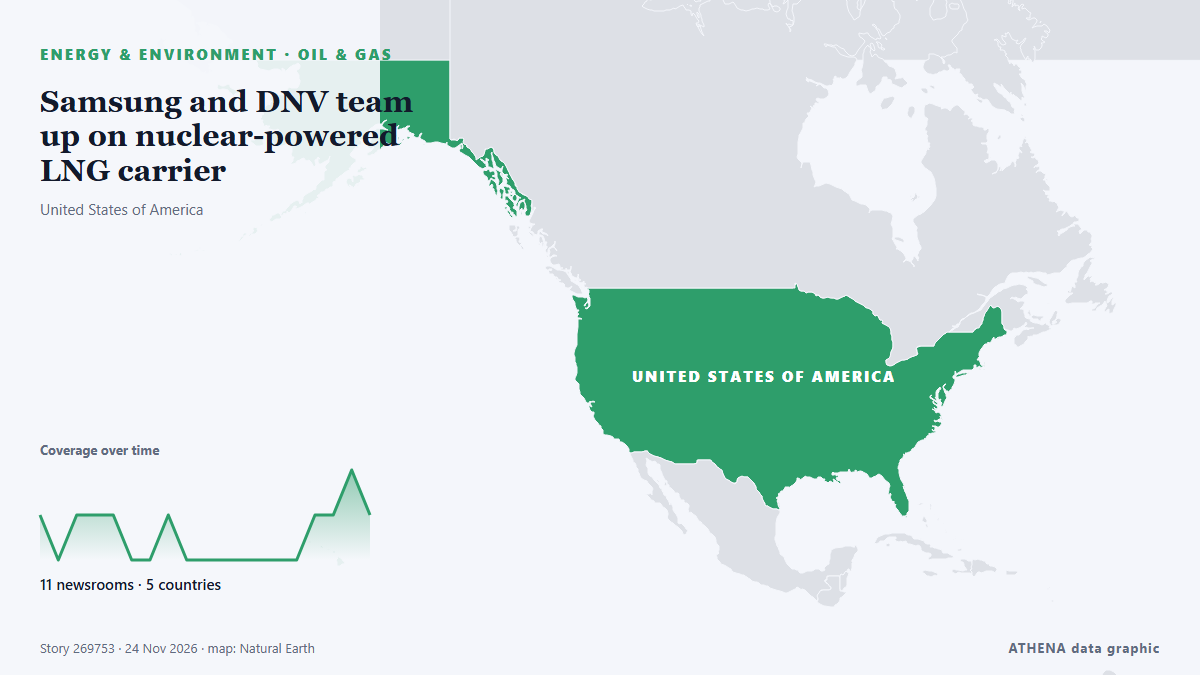 ENERGY & ENVIRONMENT · OIL & GAS
Samsung and DNV team
up on nuclear-powered
LNG carrier
United States of America
UNITED STATES OF AMERICA
Coverage over time
11 newsrooms · 5 countries
Story 269753 · 24 Nov 2026 · map: Natural Earth
ATHENA data graphic